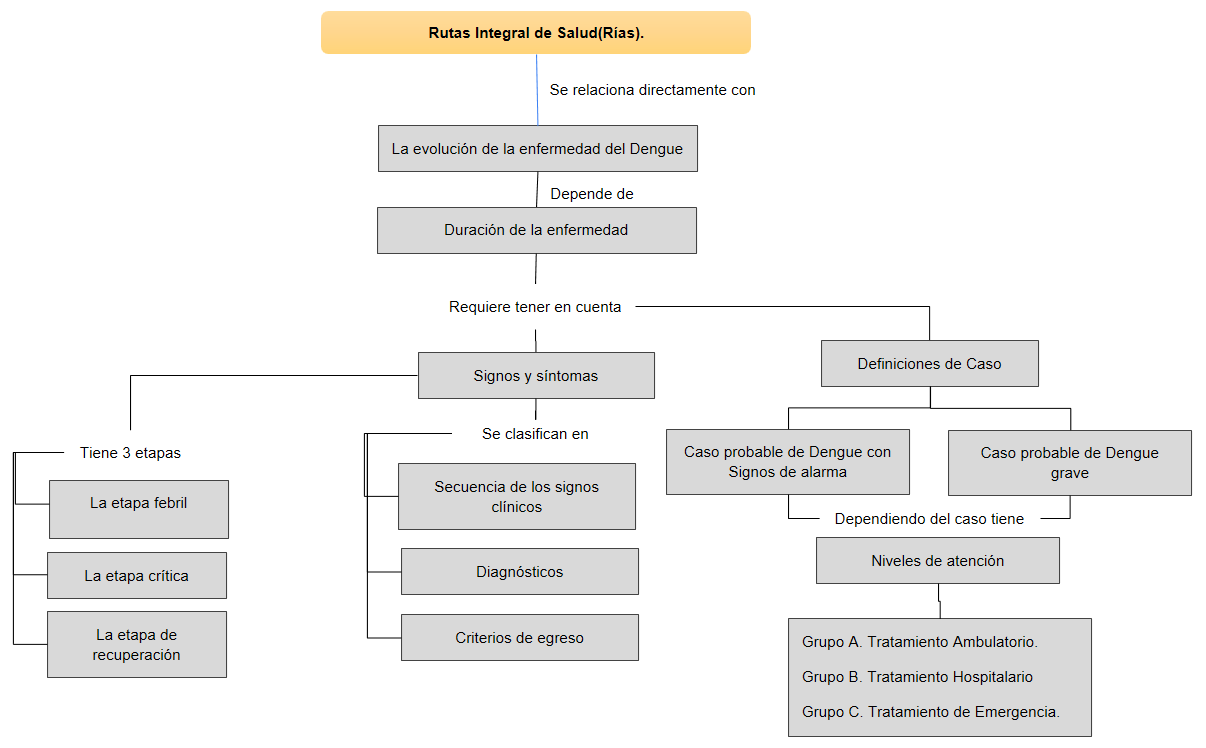 Rutas Integral de Salud(Rías).
Se relaciona directamente con
La evolución de la enfermedad del Dengue
Depende de
Duración de la enfermedad
Requiere tener en cuenta
Signos y síntomas
Definiciones de Caso
Tiene 3 etapas
La etapa febril
La etapa crítica
La etapa de
recuperación
Se clasifican en
Secuencia de los signos
clínicos
Diagnósticos
Criterios de egreso
Caso probable de Dengue con
Signos de alarma
Caso probable de Dengue
grave
Dependiendo del caso tiene
Niveles de atención
Grupo A. Tratamiento Ambulatorio.
Grupo B. Tratamiento Hospitalario
Grupo C. Tratamiento de Emergencia.